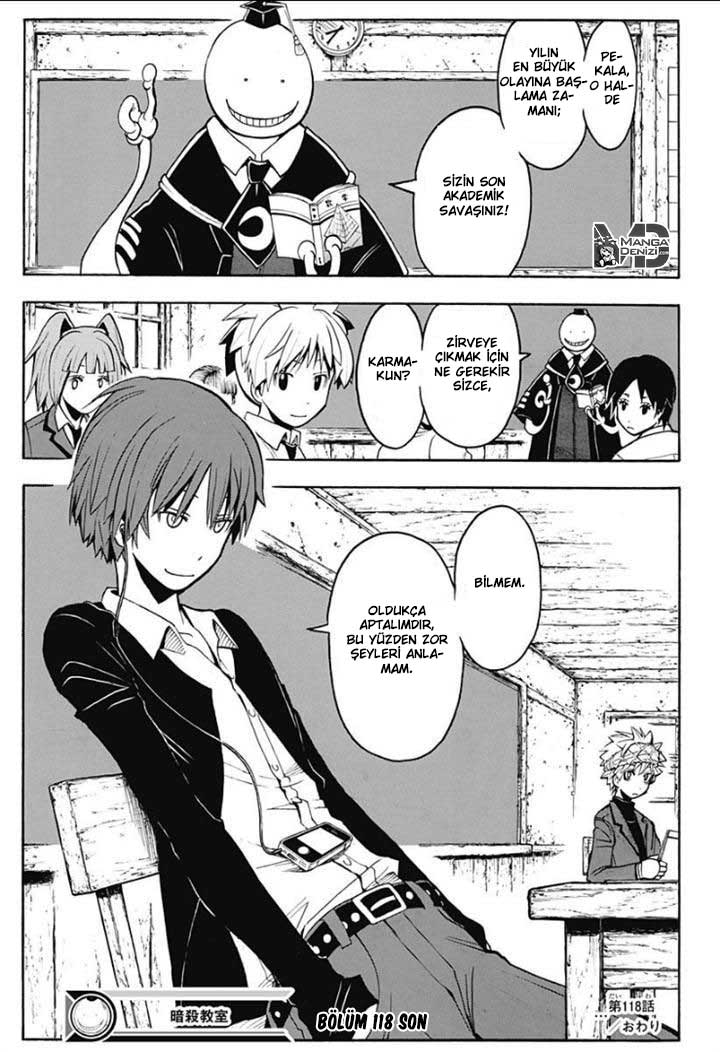 PE-
KALA,
O HAL-
DE
YILIN
EN BÜYÜK
OLAYINA BAŞ-
LAMA ZA-
MANI;
SİZİN SON
AKADEMİK
SAVAŞINIZ!
MANGA
DENİZİ
ZİRVEYE
ÇIKMAK İÇİN
NE GEREKİR
SİZCE,
KARMA-
KUN?
BİLMEM.
OLDUKÇA
APTALIMDIR,
BU YÜZDEN ZOR
ŞEYLERİ ANLA-
MAM.
暗殺教室
BÖLÜM 118 SON
第118話
…/おわり